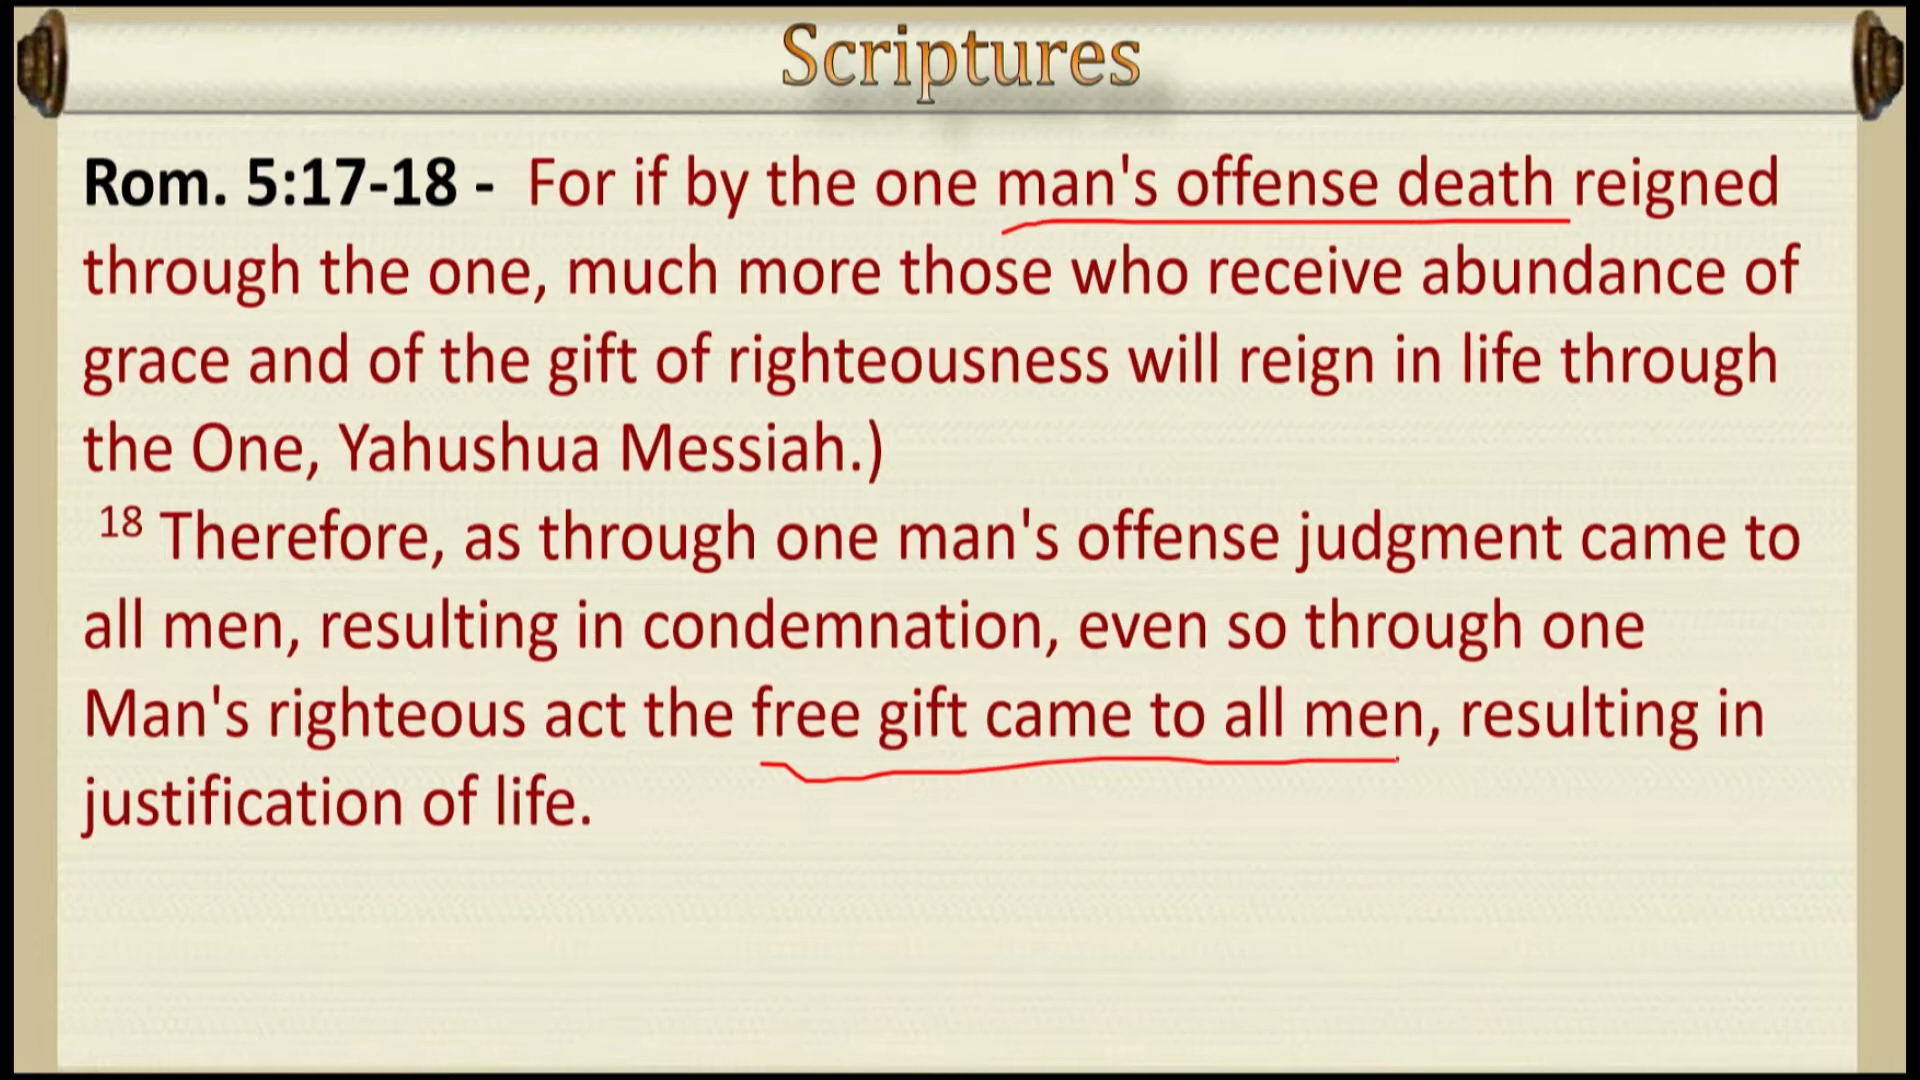 Scriptures
Rom. 5:17-18 - For if by the one man's offense death reigned
through the one, much more those who receive abundance of
grace and of the gift of righteousness will reign in life through
the One, Yahushua Messiah.)
18 Therefore, as through one man's offense judgment came to
all men, resulting in condemnation, even so through one
Man's righteous act the free gift came to all men, resulting in
justification of life.